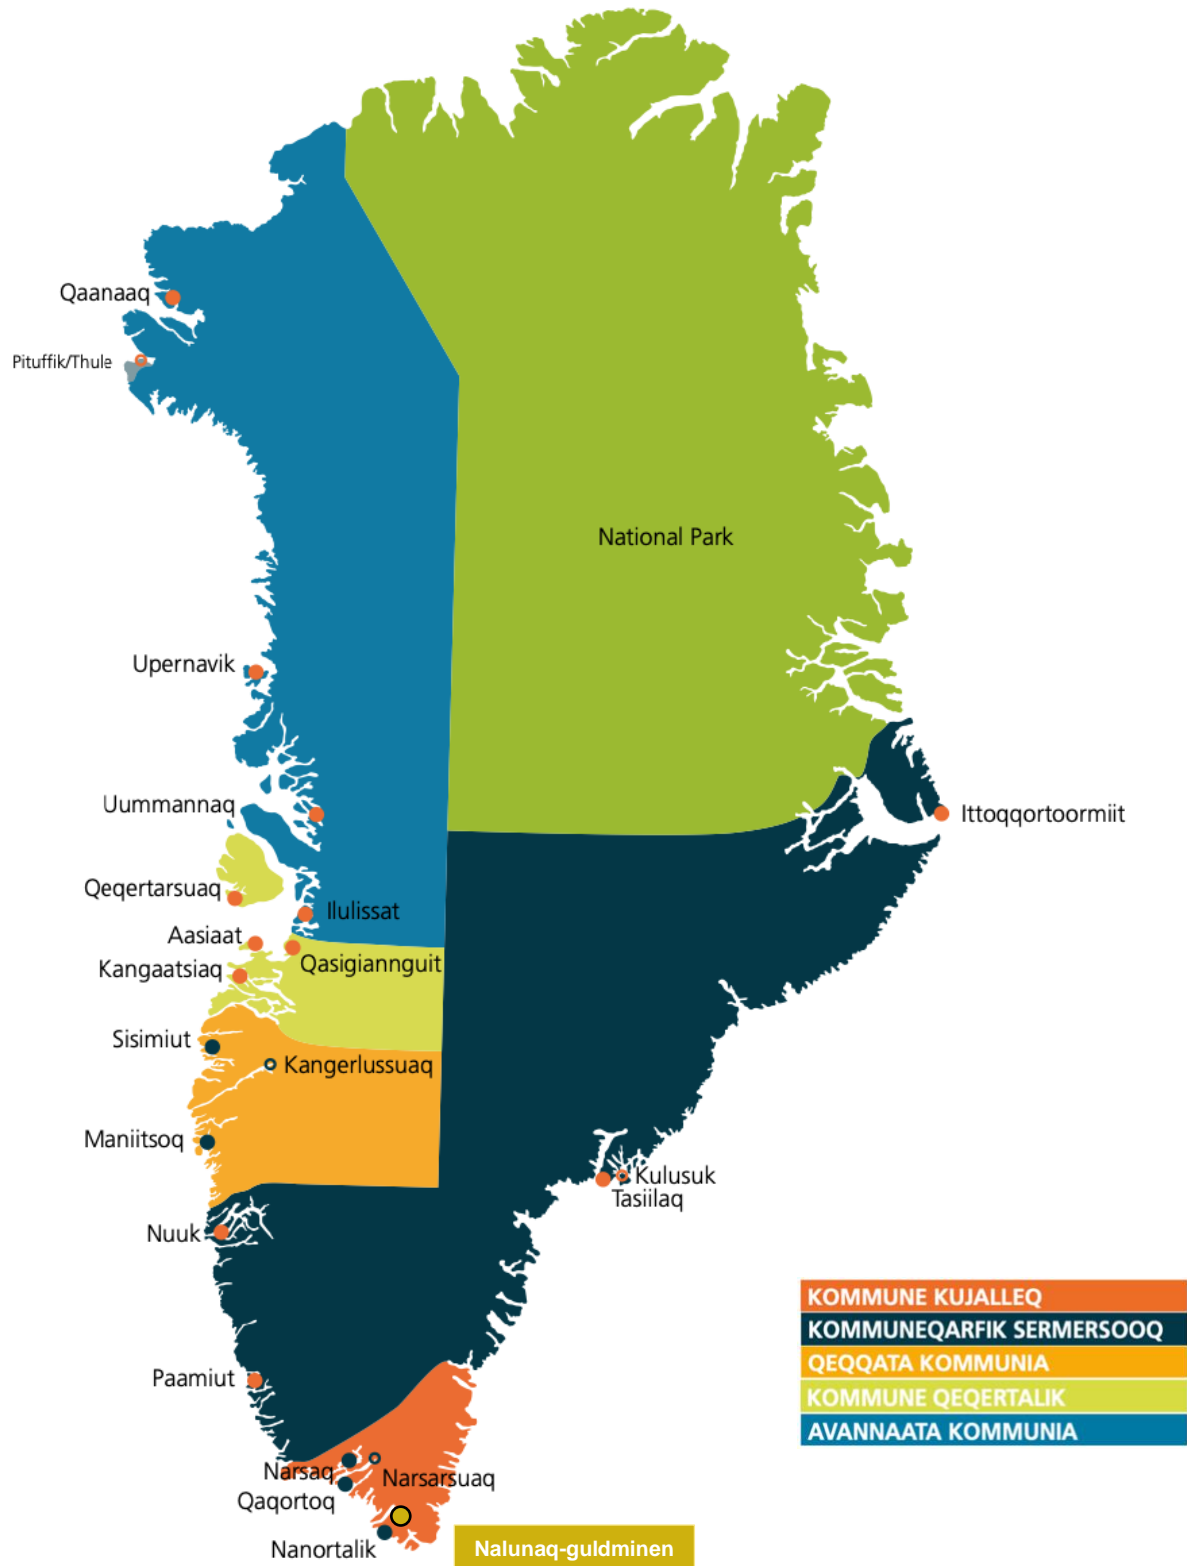 Qaanaaq
Pituffik/Thule
National Park
Upernavik
Uummannaq
Ittoqqortoormiit
Qeqertarsuaq
Ilulissat
Aasiaat
Qasigiannguit
Kangaatsiaq
Sisimiut
Kangerlussuaq
Maniitsoq
Kulusuk
Tasiilaq
Nuuk
KOMMUNE KUJALLEQ
KOMMUNEQARFIK SERMERSOOQ
QEQQATA KOMMUNIA
KOMMUNE QEQERTALIK
AVANNAATA KOMMUNIA
Paamiut
Narsaq
Narsarsuaq
Qaqortoq
Nanortalik
Nalunaq-guldminen